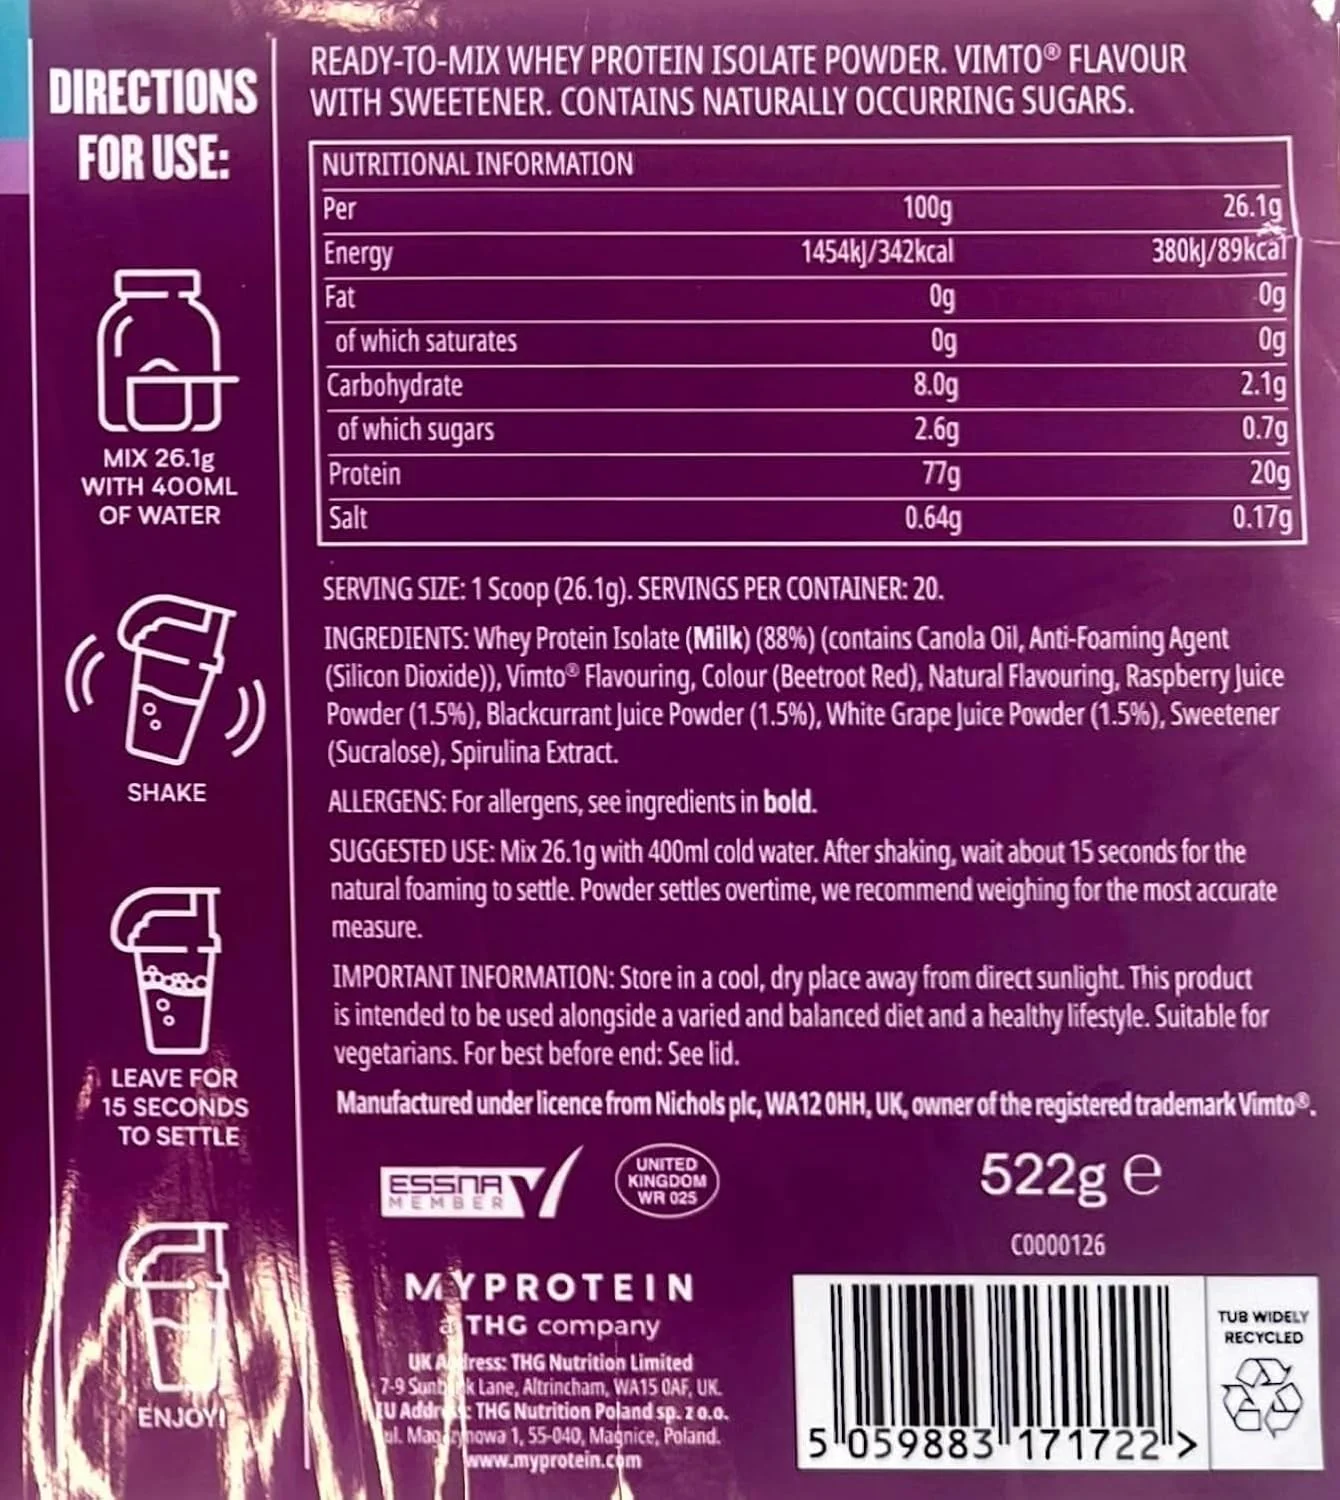 DIRECTIONS
FOR USE:
MIX 26.1g
WITH 400ML
OF WATER
SHAKE
LEAVE FOR
15 SECONDS
TO SETTLE
ENJOY!
READY-TO-MIX WHEY PROTEIN ISOLATE POWDER. VIMTO® FLAVOUR
WITH SWEETENER. CONTAINS NATURALLY OCCURRING SUGARS.
NUTRITIONAL INFORMATION
Per 100g 26.1g
Energy 1454kJ/342kcal 380kJ/89kcal
Fat 0g 0g
of which saturates 0g 0g
Carbohydrate 8.0g 2.1g
of which sugars 2.6g 0.7g
Protein 77g 20g
Salt 0.64g 0.17g
SERVING SIZE: 1 Scoop (26.1g). SERVINGS PER CONTAINER: 20.
INGREDIENTS: Whey Protein Isolate (Milk) (88%) (contains Canola Oil, Anti-Foaming Agent
(Silicon Dioxide)), Vimto® Flavouring, Colour (Beetroot Red), Natural Flavouring, Raspberry Juice
Powder (1.5%), Blackcurrant Juice Powder (1.5%), White Grape Juice Powder (1.5%), Sweetener
(Sucralose), Spirulina Extract.
ALLERGENS: For allergens, see ingredients in bold.
SUGGESTED USE: Mix 26.1g with 400ml cold water. After shaking, wait about 15 seconds for the
natural foaming to settle. Powder settles overtime, we recommend weighing for the most accurate
measure.
IMPORTANT INFORMATION: Store in a cool, dry place away from direct sunlight. This product
is intended to be used alongside a varied and balanced diet and a healthy lifestyle. Suitable for
vegetarians. For best before end: See lid.
Manufactured under licence from Nichols plc, WA12 0HH, UK, owner of the registered trademark Vimto®.
ESSNA
MEMBER
UNITED
KINGDOM
WR 025
522g e
C0000126
MYPROTEIN
a THG company
UK Address: THG Nutrition Limited
7-9 Lane, Altrincham, WA15 0AF, UK.
EU Address: THG Nutrition Poland sp. z o.o.
ul. 1, 55-040, Magnice, Poland.
www.myprotein.com
5 059883 171722 >
TUB WIDELY
RECYCLED